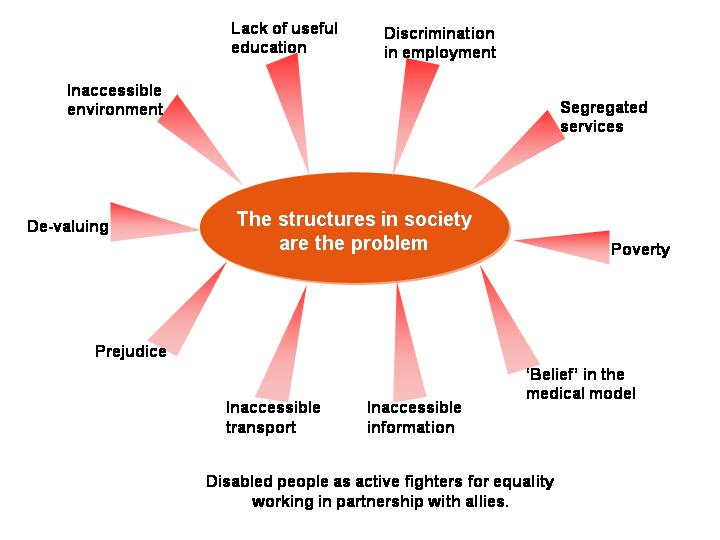 Lack of useful
education
Discrimination
in employment
Inaccessible
environment
Segregated
services
The structures in society
are the problem
De-valuing
Poverty
Prejudice
‘Belief’ in the
medical model
Inaccessible
transport
Inaccessible
information
Disabled people as active fighters for equality
working in partnership with allies.